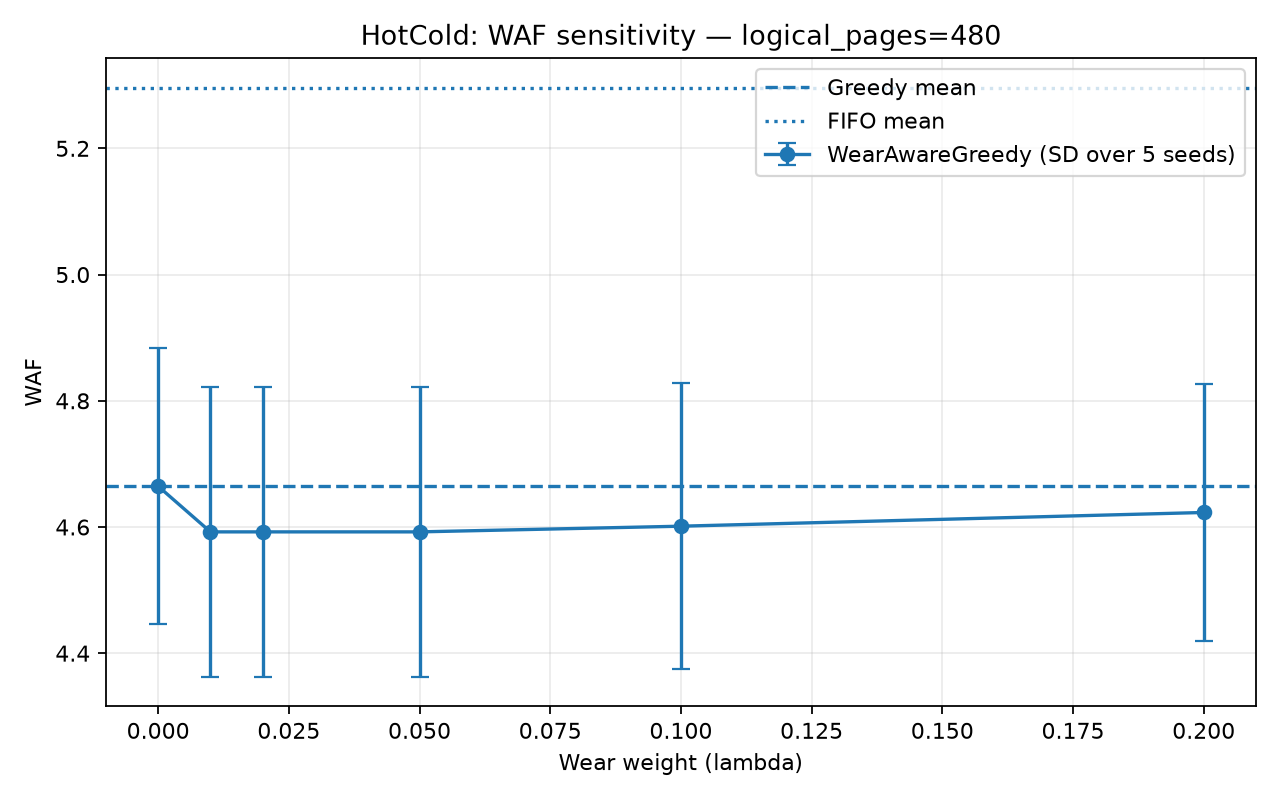 HotCold: WAF sensitivity — logical_pages=480
Greedy mean
FIFO mean
WearAwareGreedy (SD over 5 seeds)
WAF
5.2
5.0
4.8
4.6
4.4
0.000 0.025 0.050 0.075 0.100 0.125 0.150 0.175 0.200
Wear weight (lambda)